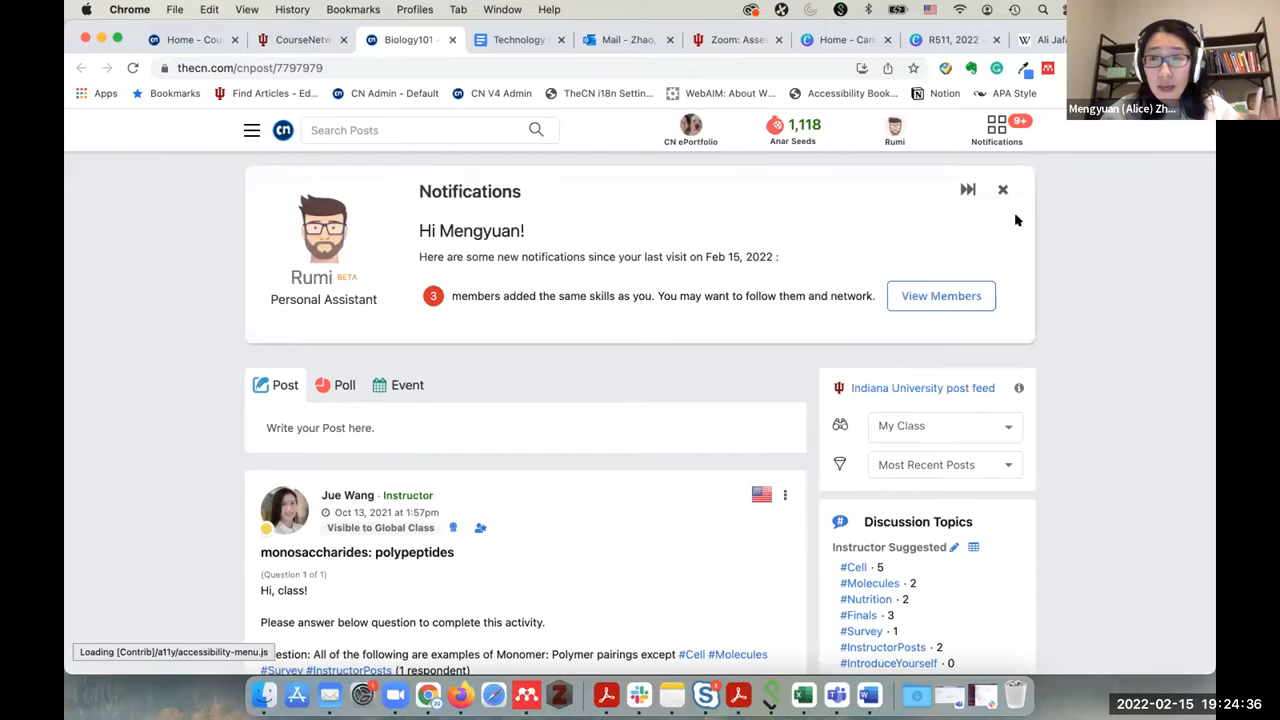 Chrome File Edit View History Bookmarks Profiles Tab Window Help
Home - Cou CourseNetw Biology101 - Technology Mail - Zhao, Zoom: Asses Home - Can R511, 2022 - Ali Jafa
thecn.com/cnpost/7797979
Apps Bookmarks Find Articles - Ed... CN Admin - Default CN V4 Admin TheCN i18n Settin... WebAIM: About W... Accessibility Book... Notion APA Style
Mengyuan (Alice) Zh...
cn Search Posts
CN ePortfolio
1,118
Anar Seeds
Rumi
9+
Notifications
Notifications
Hi Mengyuan!
Here are some new notifications since your last visit on Feb 15, 2022 :
Rumi BETA
Personal Assistant
3 members added the same skills as you. You may want to follow them and network. View Members
Post Poll Event
Write your Post here.
Indiana University post feed
My Class
Most Recent Posts
Jue Wang · Instructor
Oct 13, 2021 at 1:57pm
Visible to Global Class
monosaccharides: polypeptides
(Question 1 of 1)
Hi, class!
Please answer below question to complete this activity.
estion: All of the following are examples of Monomer: Polymer pairings except #Cell #Molecules
#Survey #InstructorPosts (1 respondent)
Discussion Topics
Instructor Suggested
#Cell · 5
#Molecules · 2
#Nutrition · 2
#Finals · 3
#Survey · 1
#InstructorPosts · 2
#IntroduceYourself · 0
Loading [Contrib]/a11y/accessibility-menu.js
2022-02-15 19:24:36